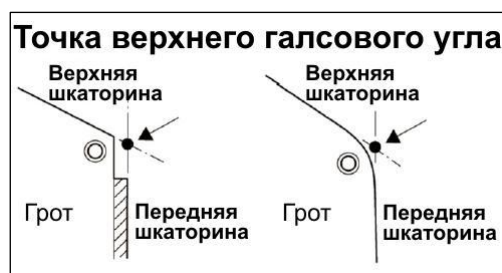 Точка верхнего галсового угла
Верхняя
шкаторина
Грот
Передняя
шкаторина
Верхняя
шкаторина
Грот
Передняя
шкаторина